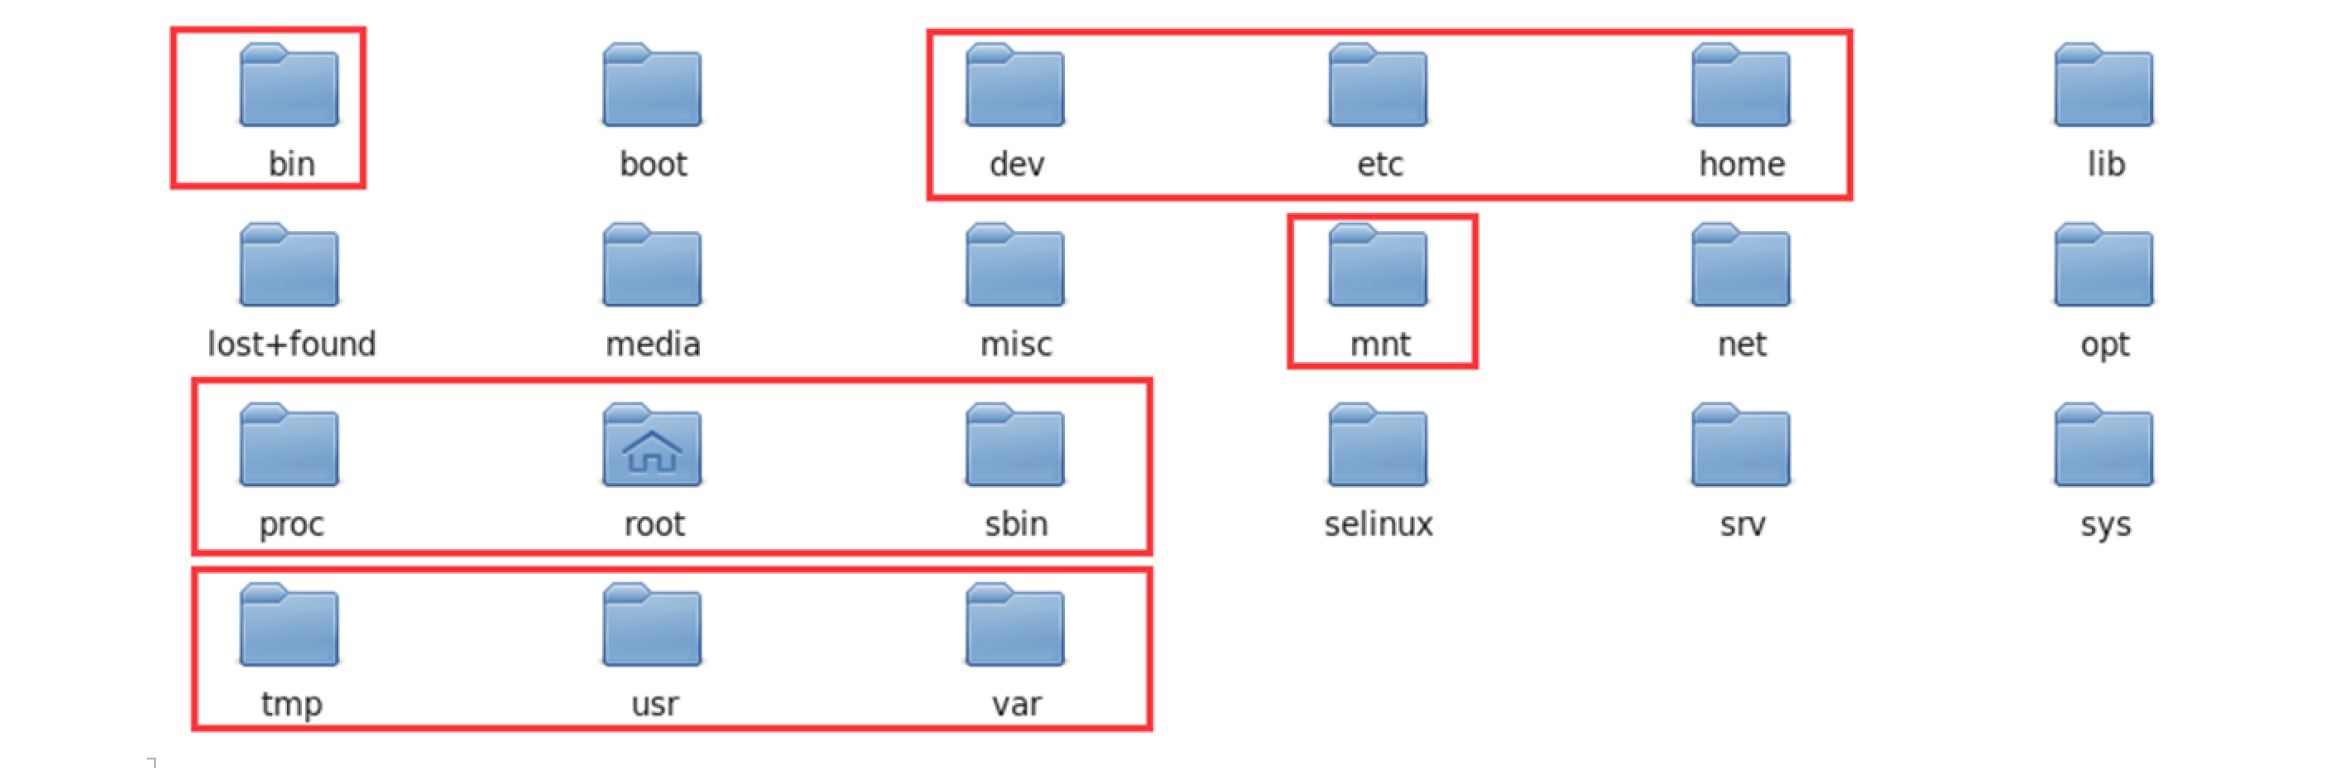 bin boot dev etc home lib
lost+found media misc mnt net opt
proc root sbin selinux srv sys
tmp usr var